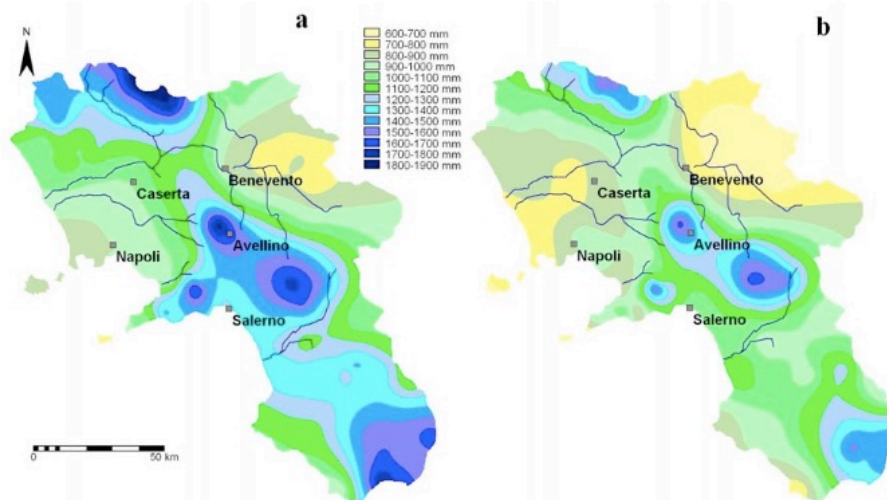 a
b
N
600-700 mm
700-800 mm
800-900 mm
900-1000 mm
1000-1100 mm
1100-1200 mm
1200-1300 mm
1300-1400 mm
1400-1500 mm
1500-1600 mm
1600-1700 mm
1700-1800 mm
1800-1900 mm
Benevento
Caserta
Avellino
Napoli
Salerno
Benevento
Caserta
Avellino
Napoli
Salerno
0 50 km